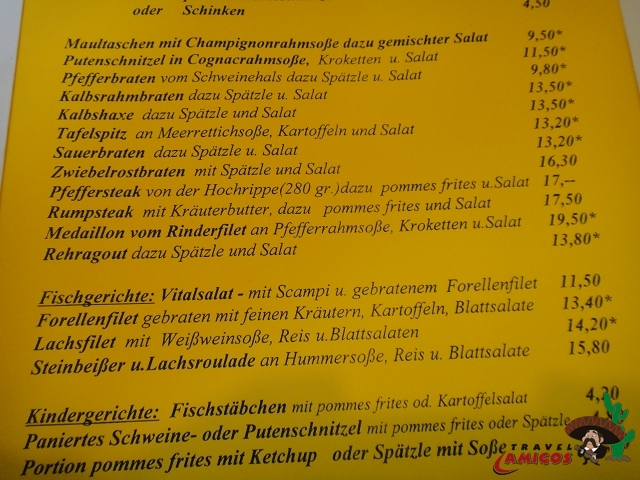 oder Schinken 4,50
Maultaschen mit Champignonrahmsoße dazu gemischter Salat 9,50*
Putenschnitzel in Cognacrahmsoße, Kroketten u. Salat 11,50*
Pfefferbraten vom Schweinehals dazu Spätzle u. Salat 9,80*
Kalbsrahmbraten dazu Spätzle u. Salat 13,50*
Kalbshaxe dazu Spätzle und Salat 13,50*
Tafelspitz an Meerrettichsoße, Kartoffeln und Salat 13,20*
Sauerbraten dazu Spätzle u. Salat 13,20*
Zwiebelrostbraten mit Spätzle und Salat 16,30
Pfeffersteak von der Hochrippe(280 gr.)dazu pommes frites u.Salat 17,--
Rumpsteak mit Kräuterbutter, dazu pommes frites und Salat 17,50
Medaillon vom Rinderfilet an Pfefferrahmsoße, Kroketten u.Salat 19,50*
Rehragout dazu Spätzle und Salat 13,80*
Fischgerichte: Vitalsalat - mit Scampi u. gebratenem Forellenfilet 11,50
Forellenfilet gebraten mit feinen Kräutern, Kartoffeln, Blattsalate 13,40*
Lachsfilet mit Weißweinsoße, Reis u.Blattsalaten 14,20*
Steinbeißer u.Lachsroulade an Hummersoße, Reis u. Blattsalate 15,80
Kindergerichte: Fischstäbchen mit pommes frites od. Kartoffelsalat 4,20
Paniertes Schweine- oder Putenschnitzel mit pommes frites oder Spätzle
Portion pommes frites mit Ketchup oder Spätzle mit Soße
TRAVEL
AMIGOS